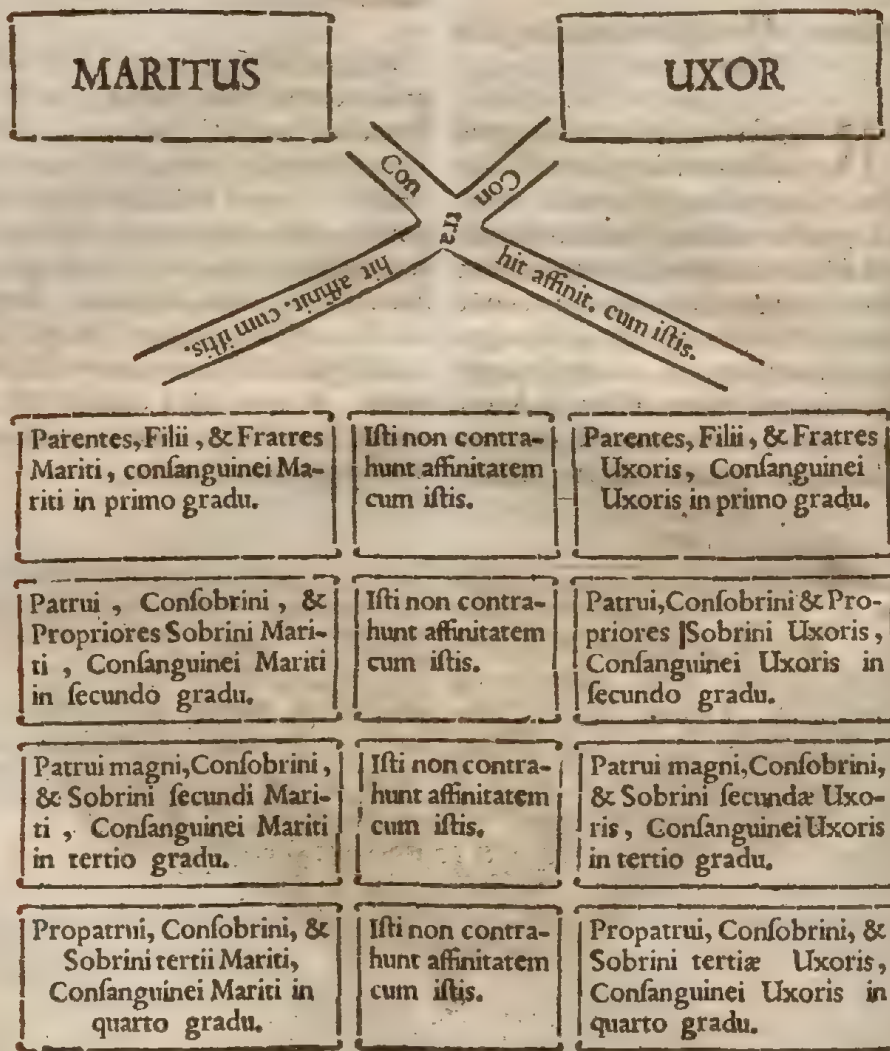 MARITUS
UXOR
Con
Con
tra
hit affinit. cum iſtis.
hit affinit. cum iſtis.
Parentes, Filii, & Fratres
Mariti, conſanguinei Ma-
riti in primo gradu.
Iſti non contra-
hunt affinitatem
cum iſtis.
Parentes, Filii, & Fratres
Uxoris, Conſanguinei
Uxoris in primo gradu.
Patrui, Conſobrini, &
Propriores Sobrini Mari-
ti, Conſanguinei Mariti
in ſecundo gradu.
Iſti non contra-
hunt affinitatem
cum iſtis.
Patrui, Conſobrini & Pro-
priores Sobrini Uxoris,
Conſanguinei Uxoris in
ſecundo gradu.
Patrui magni, Conſobrini,
& Sobrini ſecundi Mari-
ti, Conſanguinei Mariti
in tertio gradu.
Iſti non contra-
hunt affinitatem
cum iſtis.
Patrui magni, Conſobrini,
& Sobrini ſecundæ Uxo-
ris, Conſanguinei Uxoris
in tertio gradu.
Propatrui, Conſobrini, &
Sobrini tertii Mariti,
Conſanguinei Mariti in
quarto gradu.
Iſti non contra-
hunt affinitatem
cum iſtis.
Propatrui, Conſobrini, &
Sobrini tertiæ Uxoris,
Conſanguinei Uxoris in
quarto gradu.